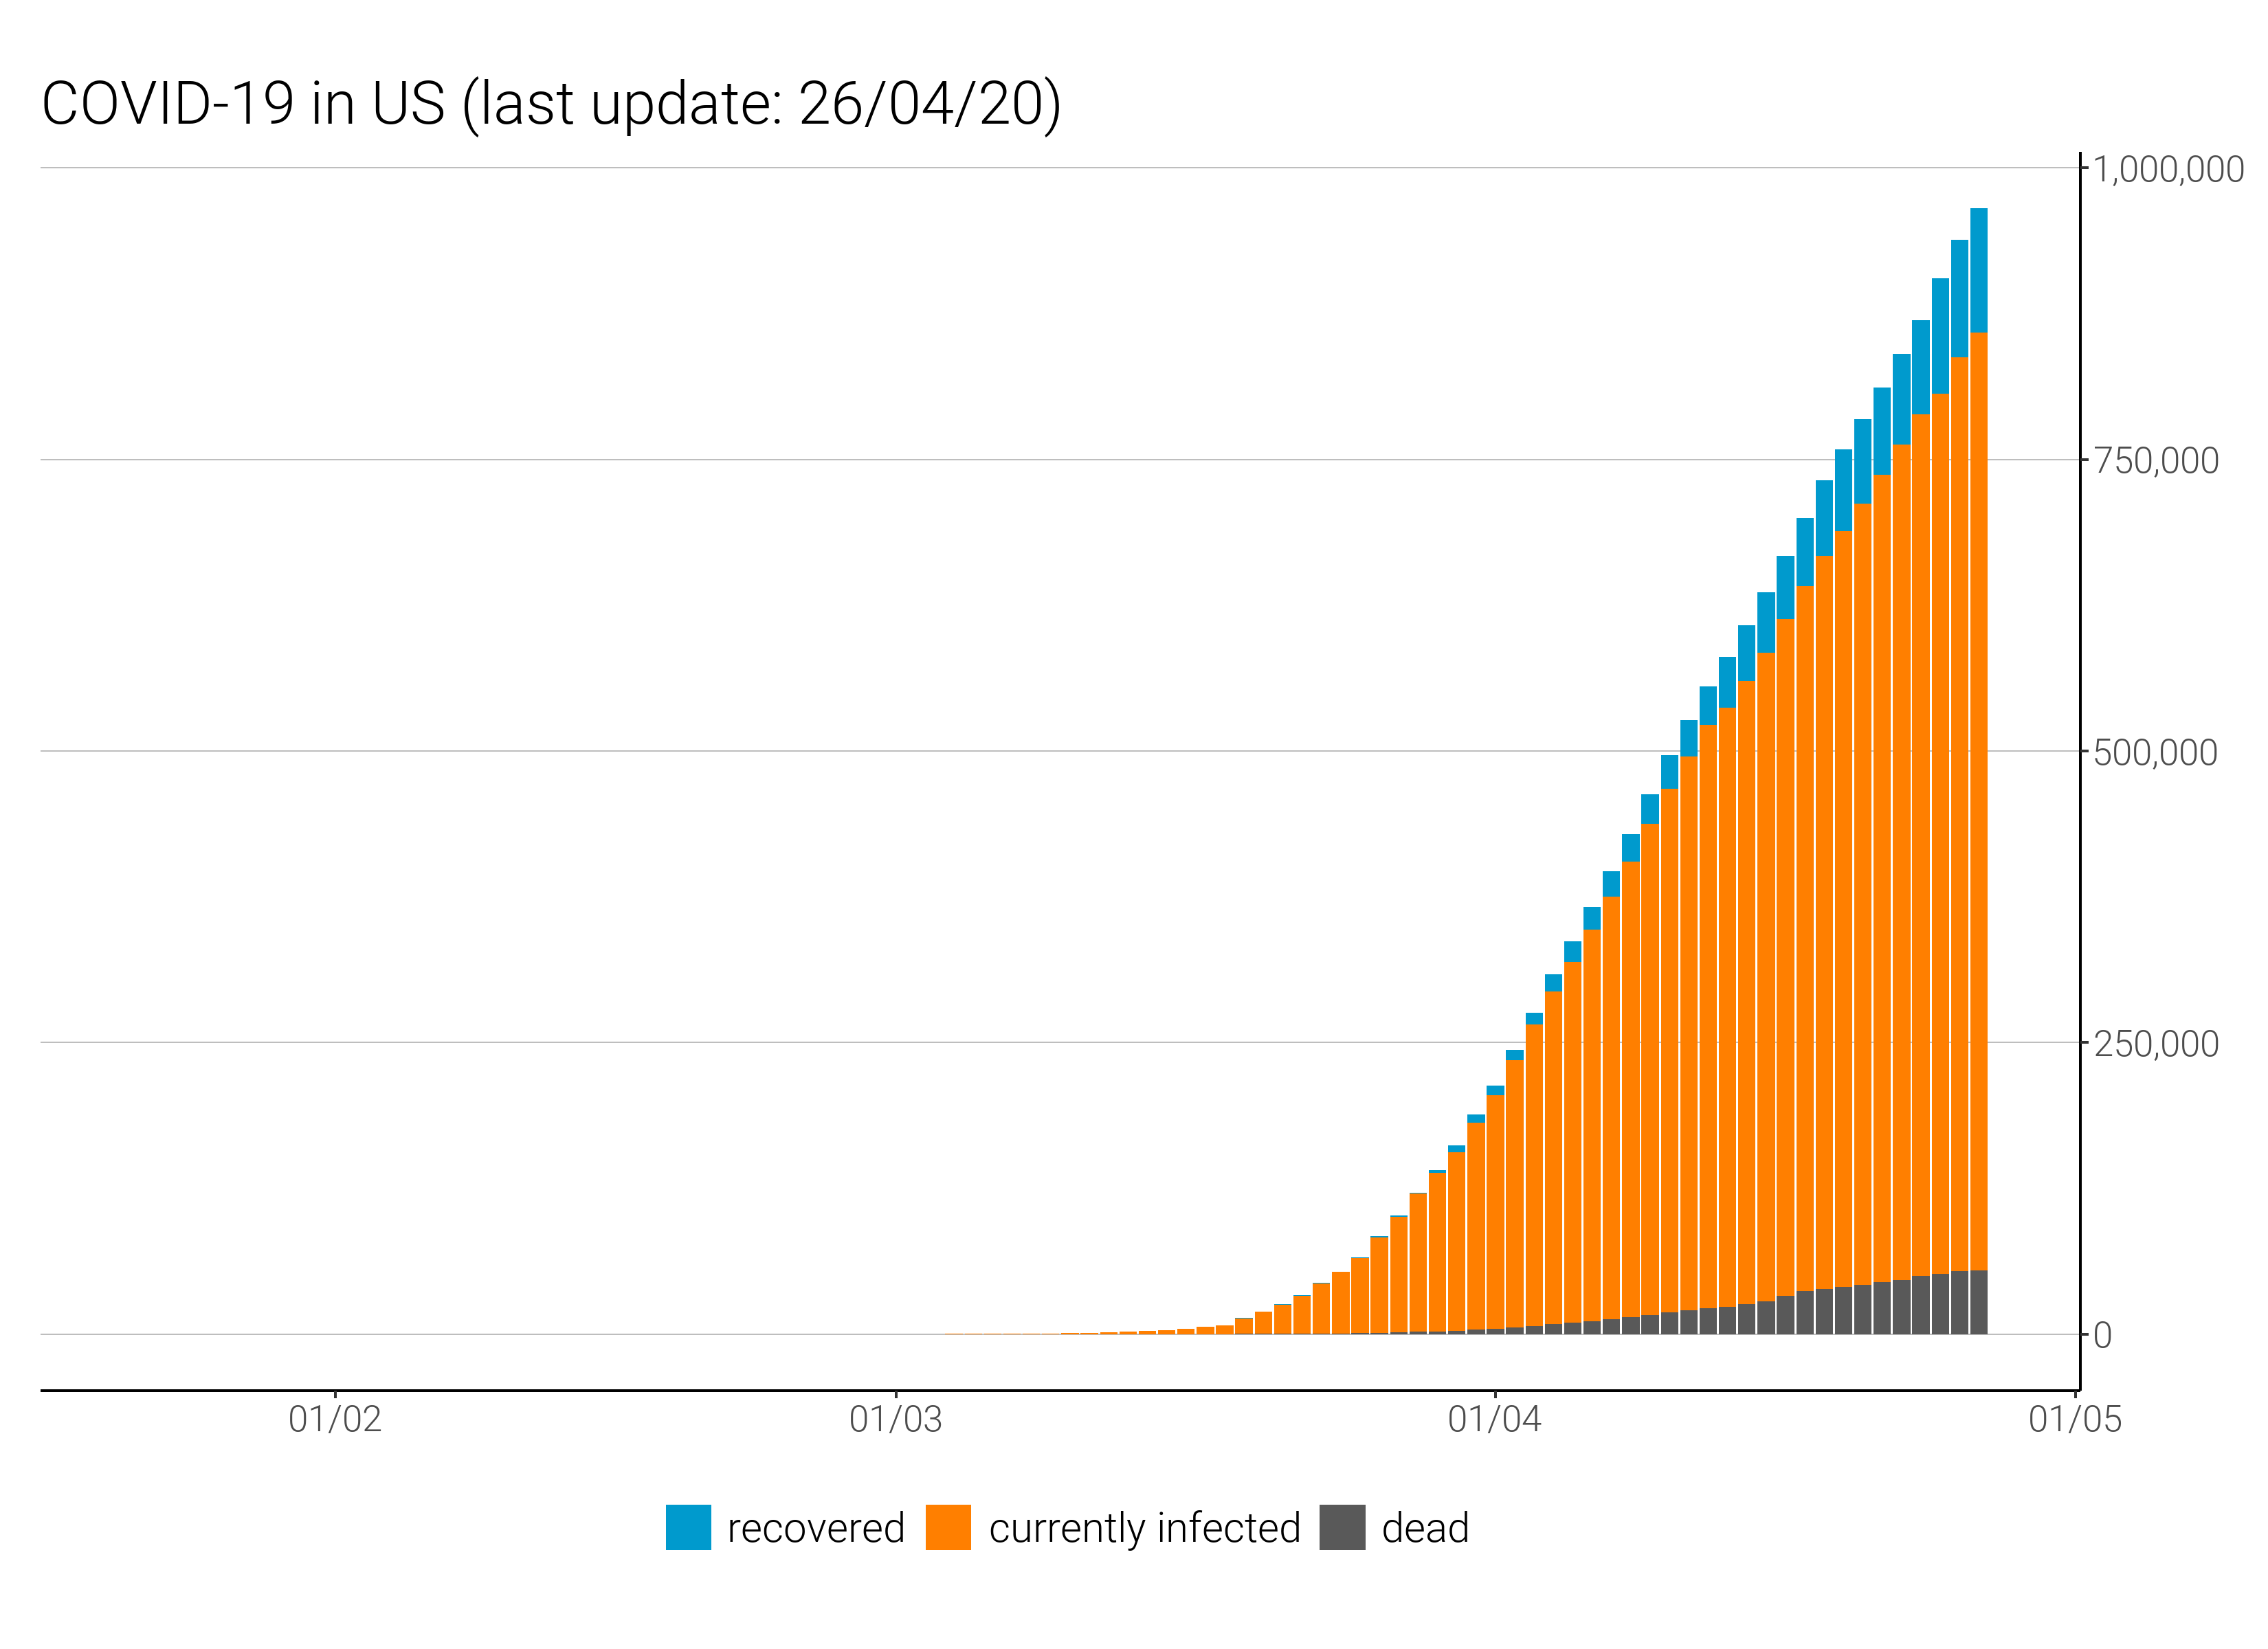 COVID-19 in US (last update: 26/04/20)
1,000,000
750,000
500,000
250,000
0
01/02 01/03 01/04 01/05
recovered currently infected dead